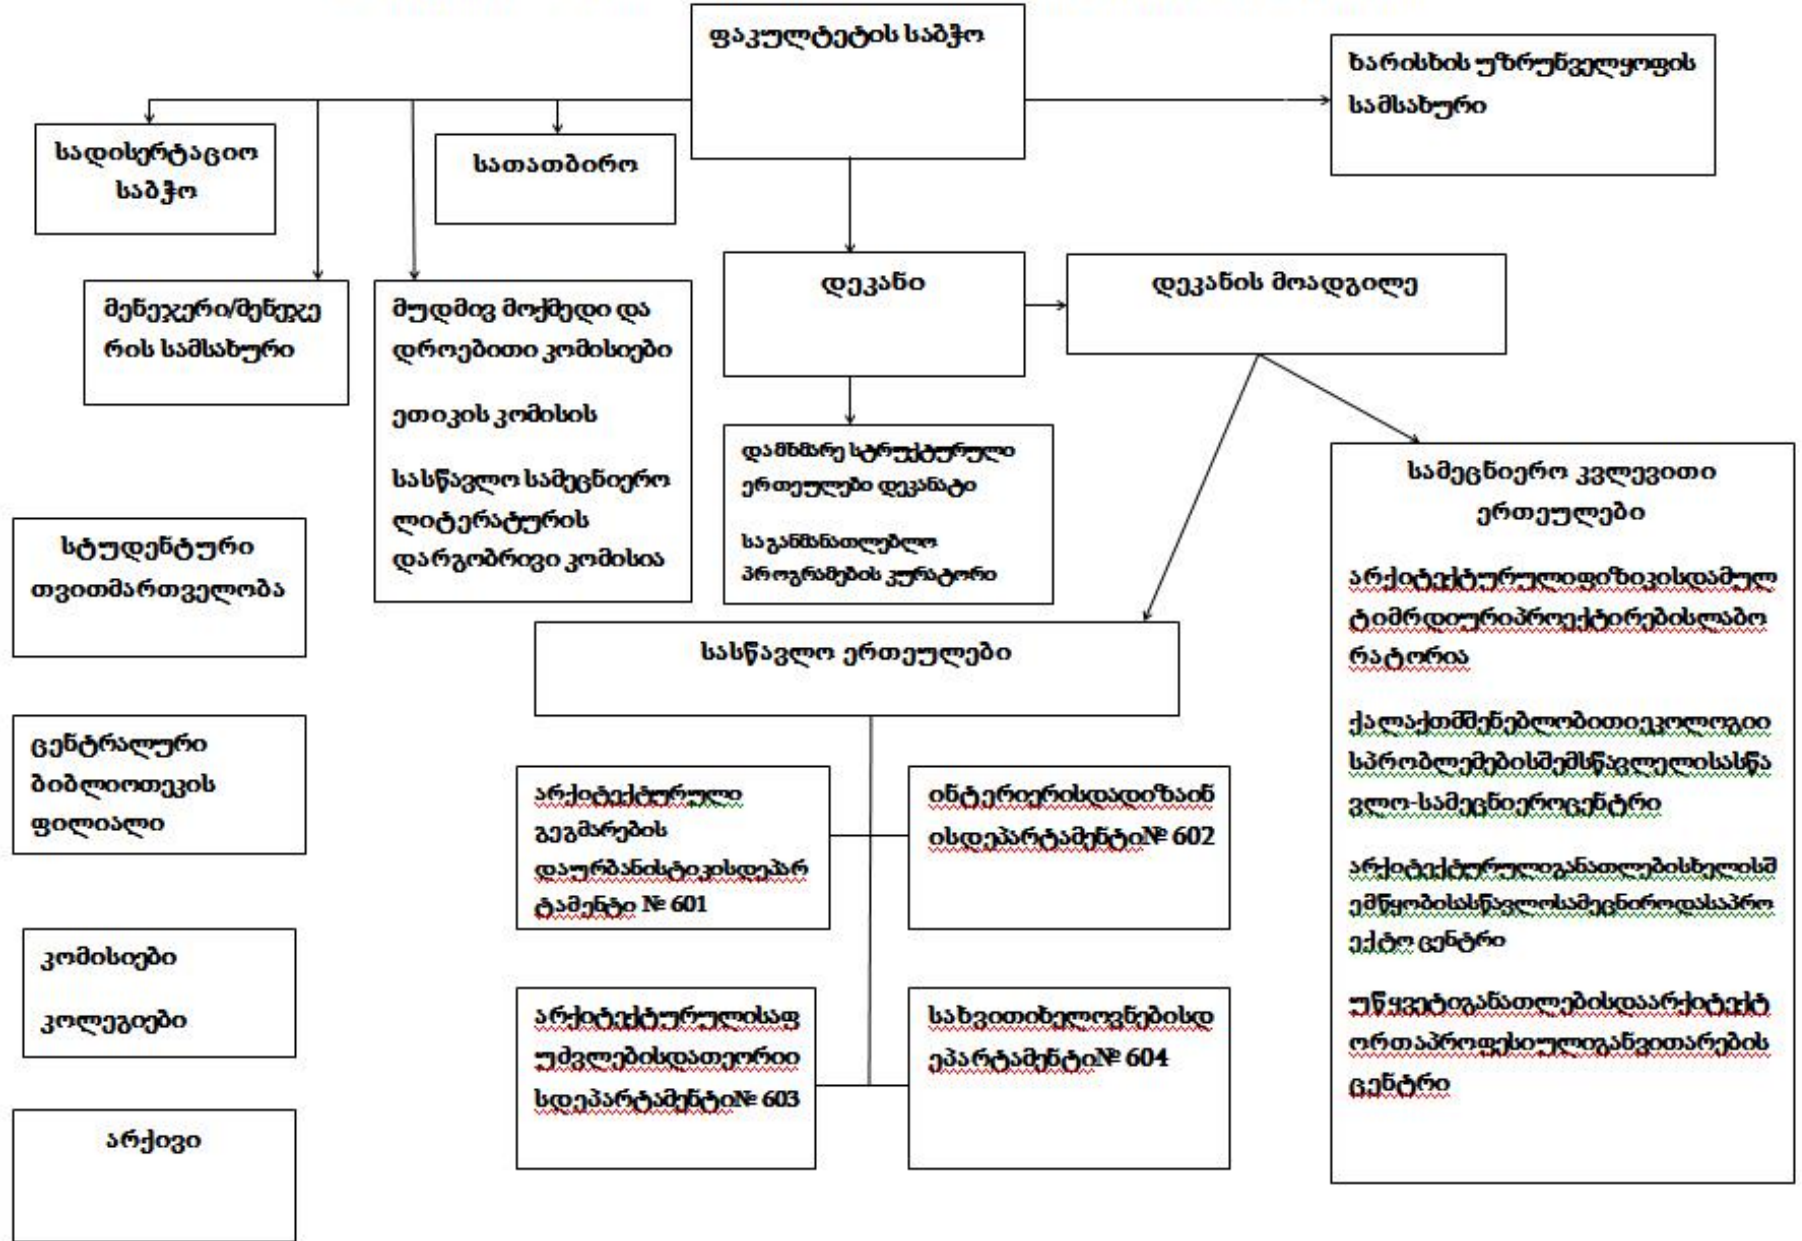 ფაკულტეტის საბჭო
ხარისხის უზრუნველყოფის
სამსახური
სადისერტაციო
საბჭო
სათათბირო
მენეჯერი/მენეჯე
რის სამსახური
მუდმივ მოქმედი და
დროებითი კომისიები
ეთიკის კომისის
სასწავლო სამეცნიერო
ლიტერატურის
დარგობრივი კომისია
დეკანი
დეკანის მოადგილე
დამხმარე სტრუქტურული
ერთეულები დეკანატი
საგანმანათლებლო
პროგრამების კურატორი
სტუდენტური
თვითმართველობა
ცენტრალური
ბიბლიოთეკის
ფილიალი
კომისიები
კოლეგიები
არქივი
სასწავლო ერთეულები
არქიტექტურული
გეგმარების
დაურბანისტიკისდეპარ
ტამენტი № 601
ინტერიერისდადიზაინ
ისდეპარტამენტი№ 602
არქიტექტურულისაფ
უძვლებისდათეორიი
სდეპარტამენტი№ 603
სახვითიხელოვნებისდ
ეპარტამენტი№ 604
სამეცნიერო კვლევითი
ერთეულები
არქიტექტურულიფიზიკისდამულ
ტიმრდიურიპროექტირებისლაბო
რატორია
ქალაქთმშენებლობითიეკოლოგიი
სპრობლემებისშემსწავლელისასწა
ვლო-სამეცნიეროცენტრი
არქიტექტურულიგანათლებისხელისშ
ემწყობისასწავლოსამეცნიროდასაპრო
ექტო ცენტრი
უწყვეტიგანათლებისდაარქიტექტ
ორთაპროფესიულიგანვითარების
ცენტრი